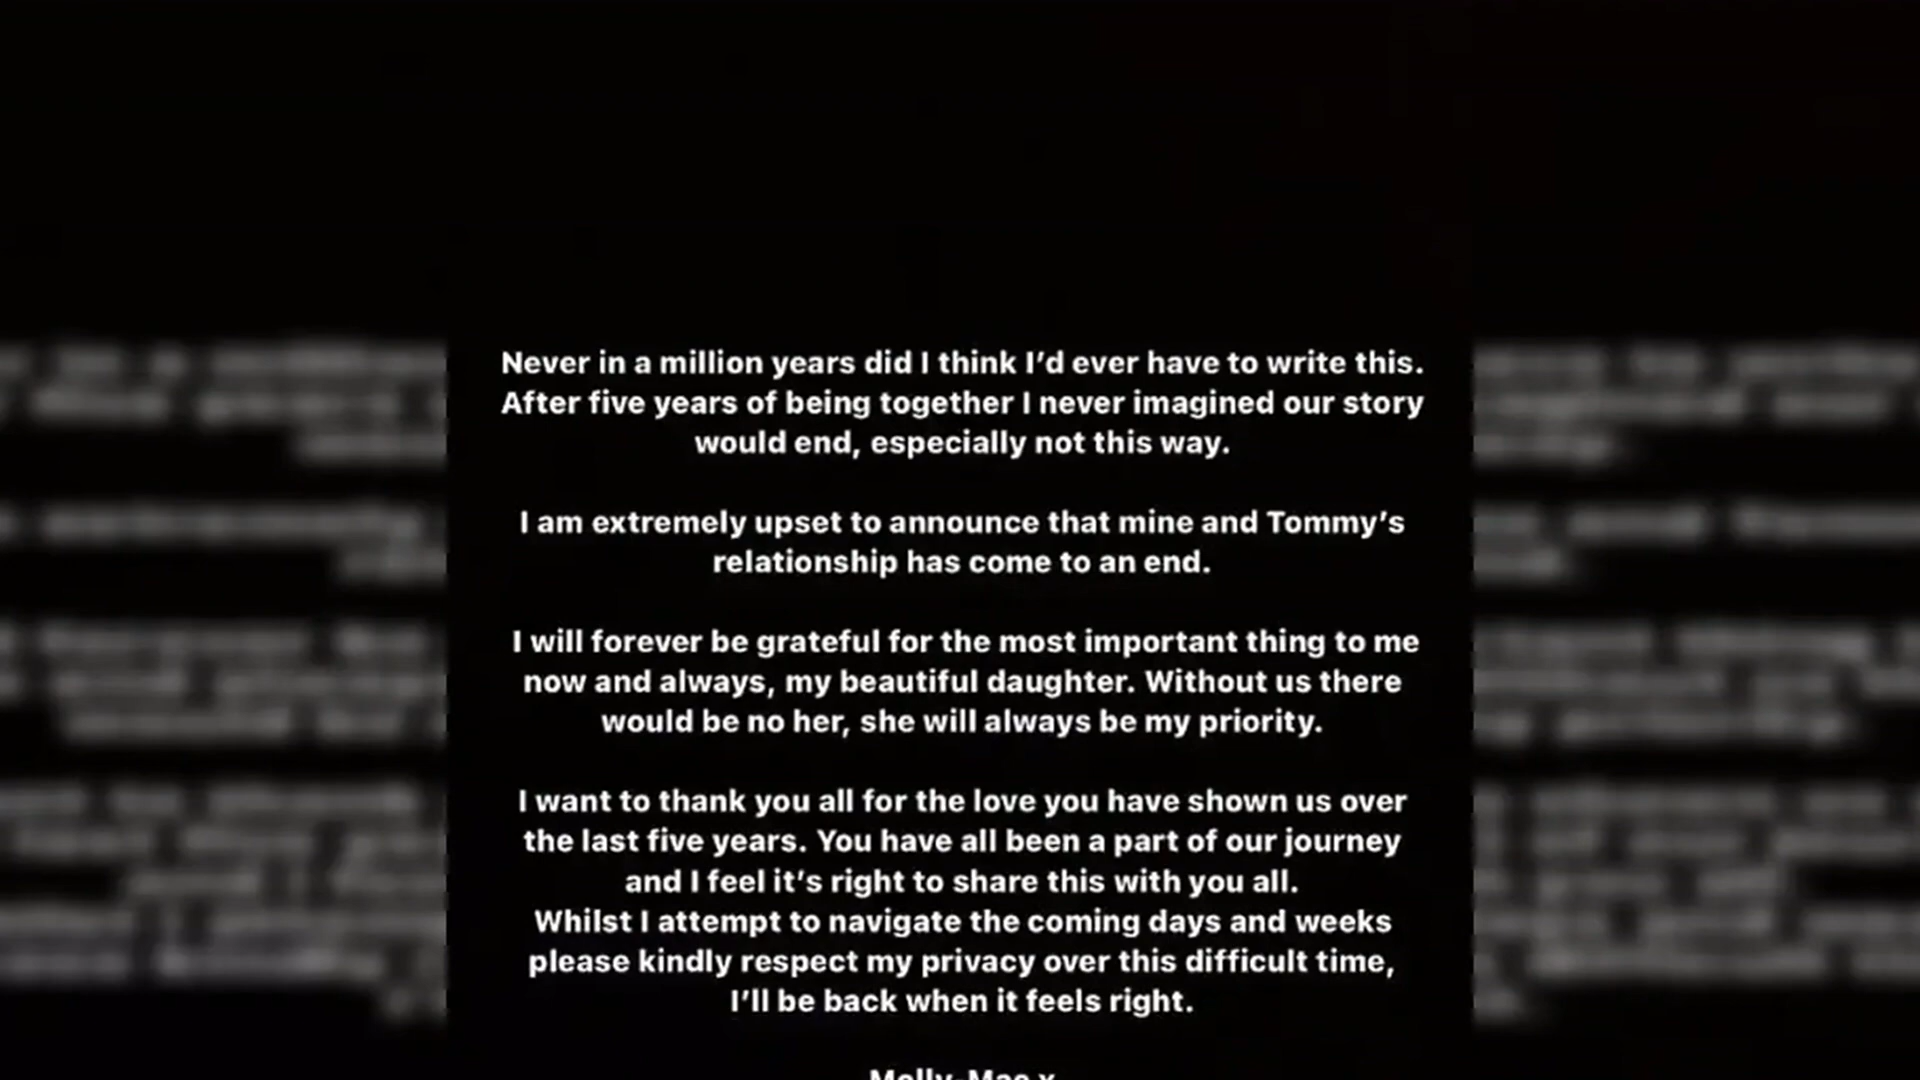 Never in a million years did I think I’d ever have to write this.
After five years of being together I never imagined our story
would end, especially not this way.
I am extremely upset to announce that mine and Tommy’s
relationship has come to an end.
I will forever be grateful for the most important thing to me
now and always, my beautiful daughter. Without us there
would be no her, she will always be my priority.
I want to thank you all for the love you have shown us over
the last five years. You have all been a part of our journey
and I feel it’s right to share this with you all.
Whilst I attempt to navigate the coming days and weeks
please kindly respect my privacy over this difficult time,
I’ll be back when it feels right.
Molly-Mae x